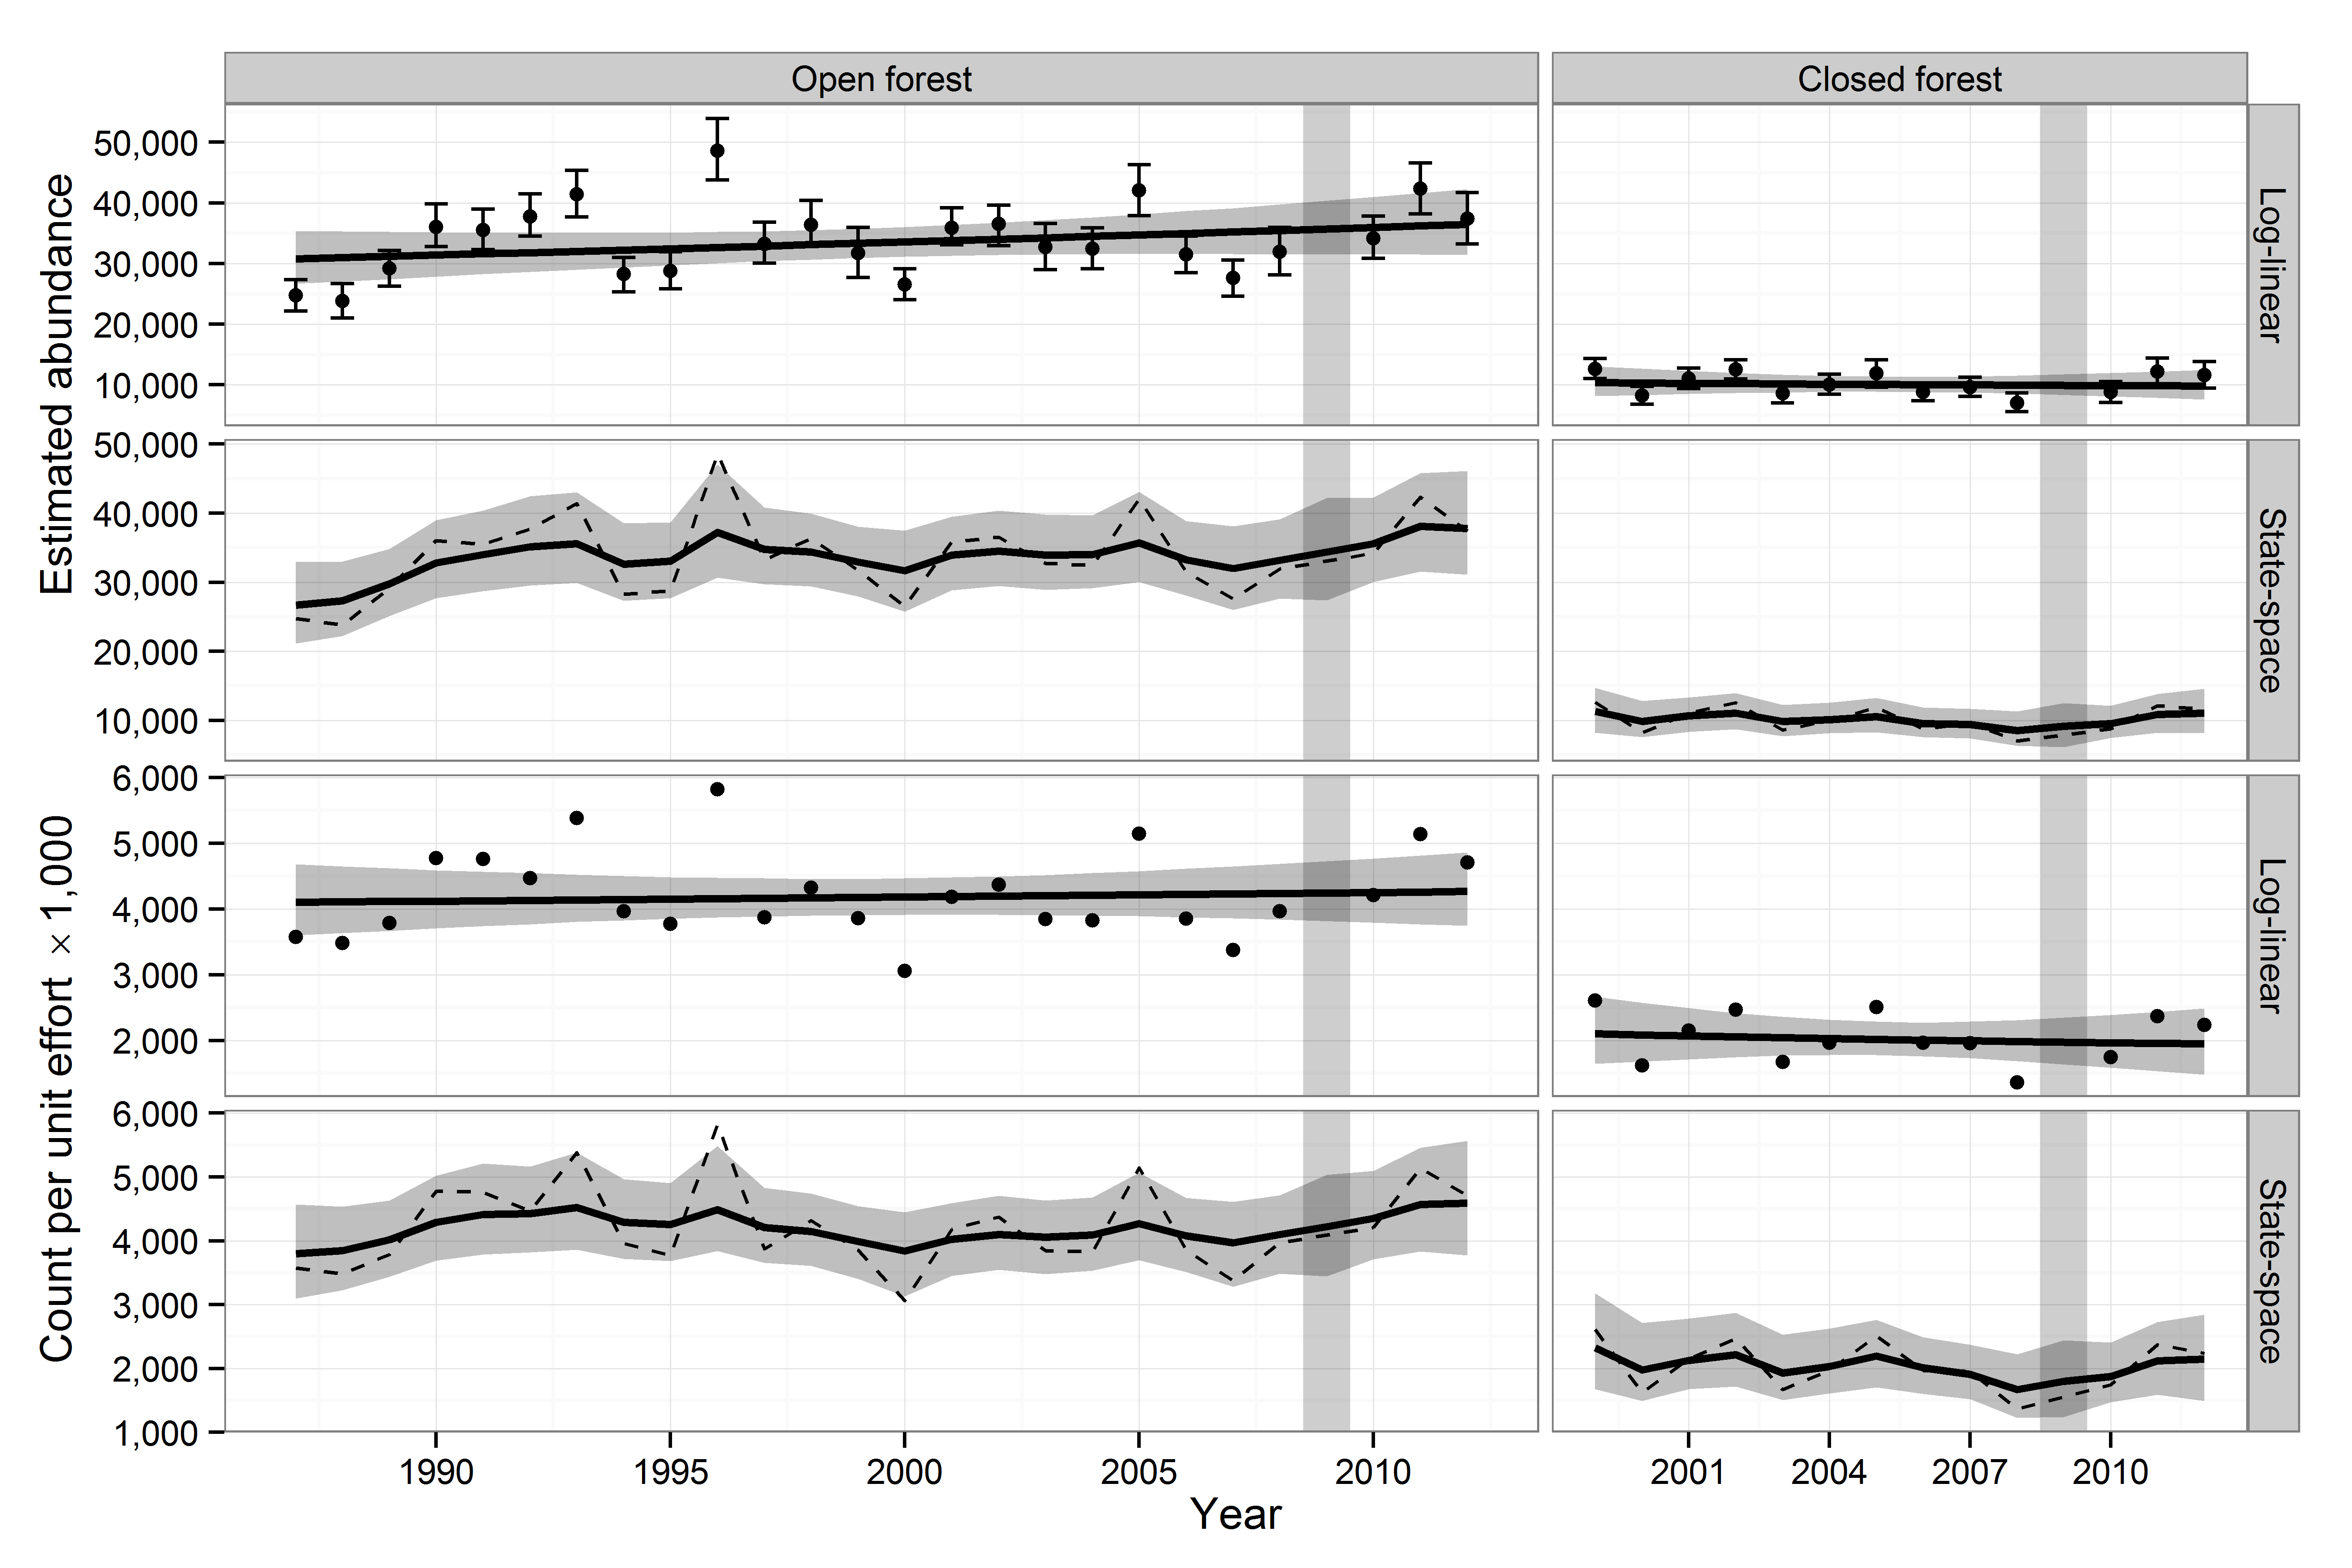 Open forest
Closed forest
Estimated abundance
50,000
40,000
30,000
20,000
10,000
Log-linear
50,000
40,000
30,000
20,000
10,000
State-space
Count per unit effort × 1,000
6,000
5,000
4,000
3,000
2,000
Log-linear
6,000
5,000
4,000
3,000
2,000
1,000
State-space
1990 1995 2000 2005 2010 2001 2004 2007 2010
Year